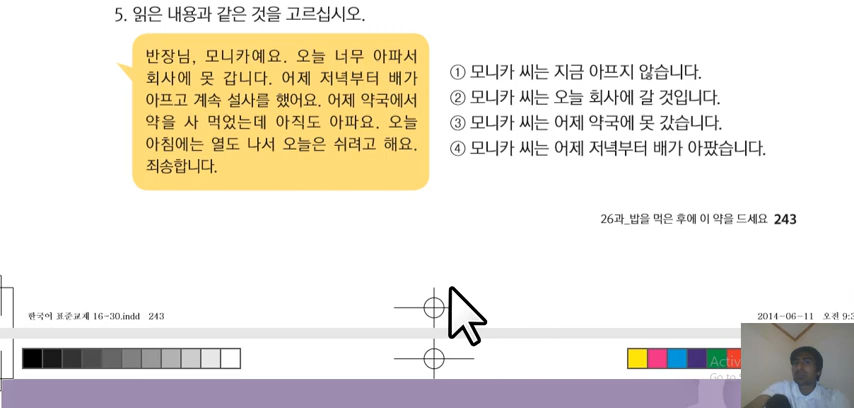 5. 읽은 내용과 같은 것을 고르십시오.
반장님, 모니카예요. 오늘 너무 아파서
회사에 못 갑니다. 어제 저녁부터 배가
아프고 계속 설사를 했어요. 어제 약국에서
약을 사 먹었는데 아직도 아파요. 오늘
아침에는 열도 나서 오늘은 쉬려고 해요.
죄송합니다.
① 모니카 씨는 지금 아프지 않습니다.
② 모니카 씨는 오늘 회사에 갈 것입니다.
③ 모니카 씨는 어제 약국에 못 갔습니다.
④ 모니카 씨는 어제 저녁부터 배가 아팠습니다.
26과_밥을 먹은 후에 이 약을 드세요 243
한국어 표준교재 16-30.indd 243
2014-06-11 오전 9:3
Activ
Go to S